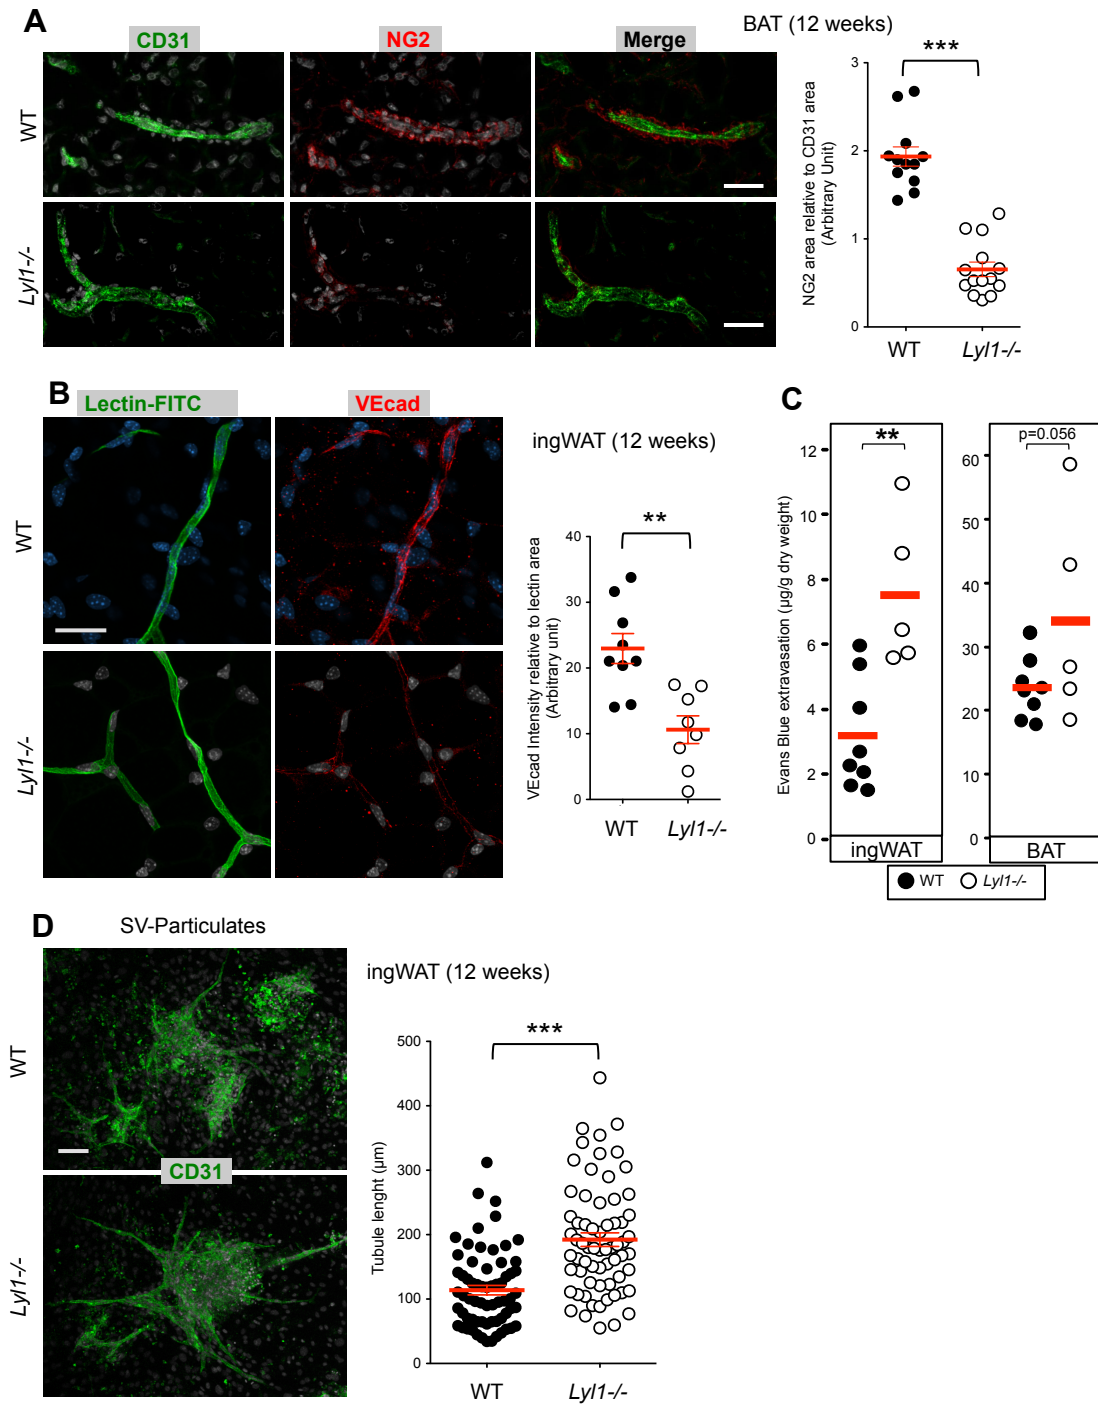 A
BAT (12 weeks)
CD31
NG2
Merge
WT
Lyl1-/-
***
NG2 area relative to CD31 area
(Arbitrary Unit)
3
2
1
0
WT
Lyl1-/-
B
Lectin-FITC
VEcad
WT
Lyl1-/-
ingWAT (12 weeks)
**
VEcad Intensity relative to lectin area
(Arbitrary unit)
40
30
20
10
0
WT
Lyl1-/-
C
Evans Blue extravasation (µg/g dry weight)
12
10
8
6
4
2
0
**
ingWAT
p=0.056
60
50
40
30
20
10
0
BAT
WT
Lyl1-/-
D
SV-Particulates
WT
CD31
Lyl1-/-
ingWAT (12 weeks)
***
Tubule lenght (µm)
500
400
300
200
100
0
WT
Lyl1-/-